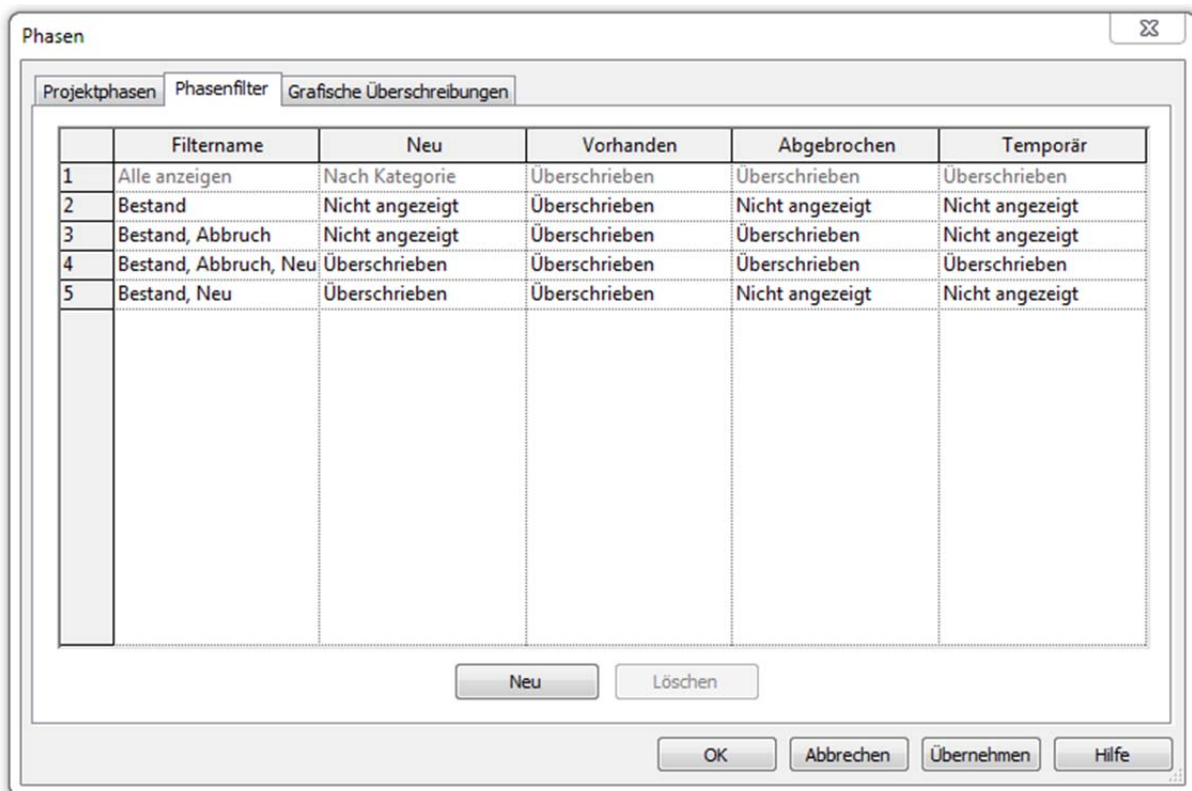 Phasen
Projektphasen Phasenfilter Grafische Überschreibungen
Filtername Neu Vorhanden Abgebrochen Temporär
1 Alle anzeigen Nach Kategorie Überschrieben Überschrieben Überschrieben
2 Bestand Nicht angezeigt Überschrieben Nicht angezeigt Nicht angezeigt
3 Bestand, Abbruch Nicht angezeigt Überschrieben Überschrieben Nicht angezeigt
4 Bestand, Abbruch, Neu Überschrieben Überschrieben Überschrieben Überschrieben
5 Bestand, Neu Überschrieben Überschrieben Nicht angezeigt Nicht angezeigt
Neu Löschen
OK Abbrechen Übernehmen Hilfe